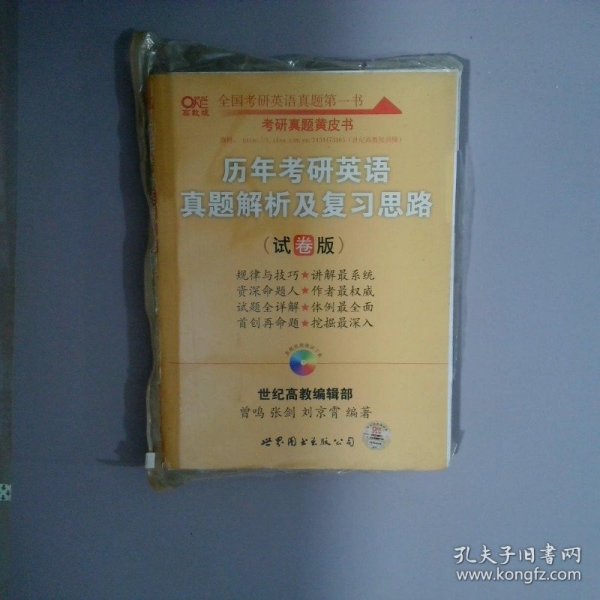 ONE
高教版
全国考研英语真题第一书
考研真题黄皮书
历年考研英语
真题解析及复习思路
(试卷版)
规律与技巧★讲解最系统
资深命题人★作者最权威
试题全详解★体例最全面
首创再命题★挖掘最深入
世纪高教编辑部
曾鸣 张剑 刘京霄 编著
世界图书出版公司
孔夫子旧书网
www.kongfz.com